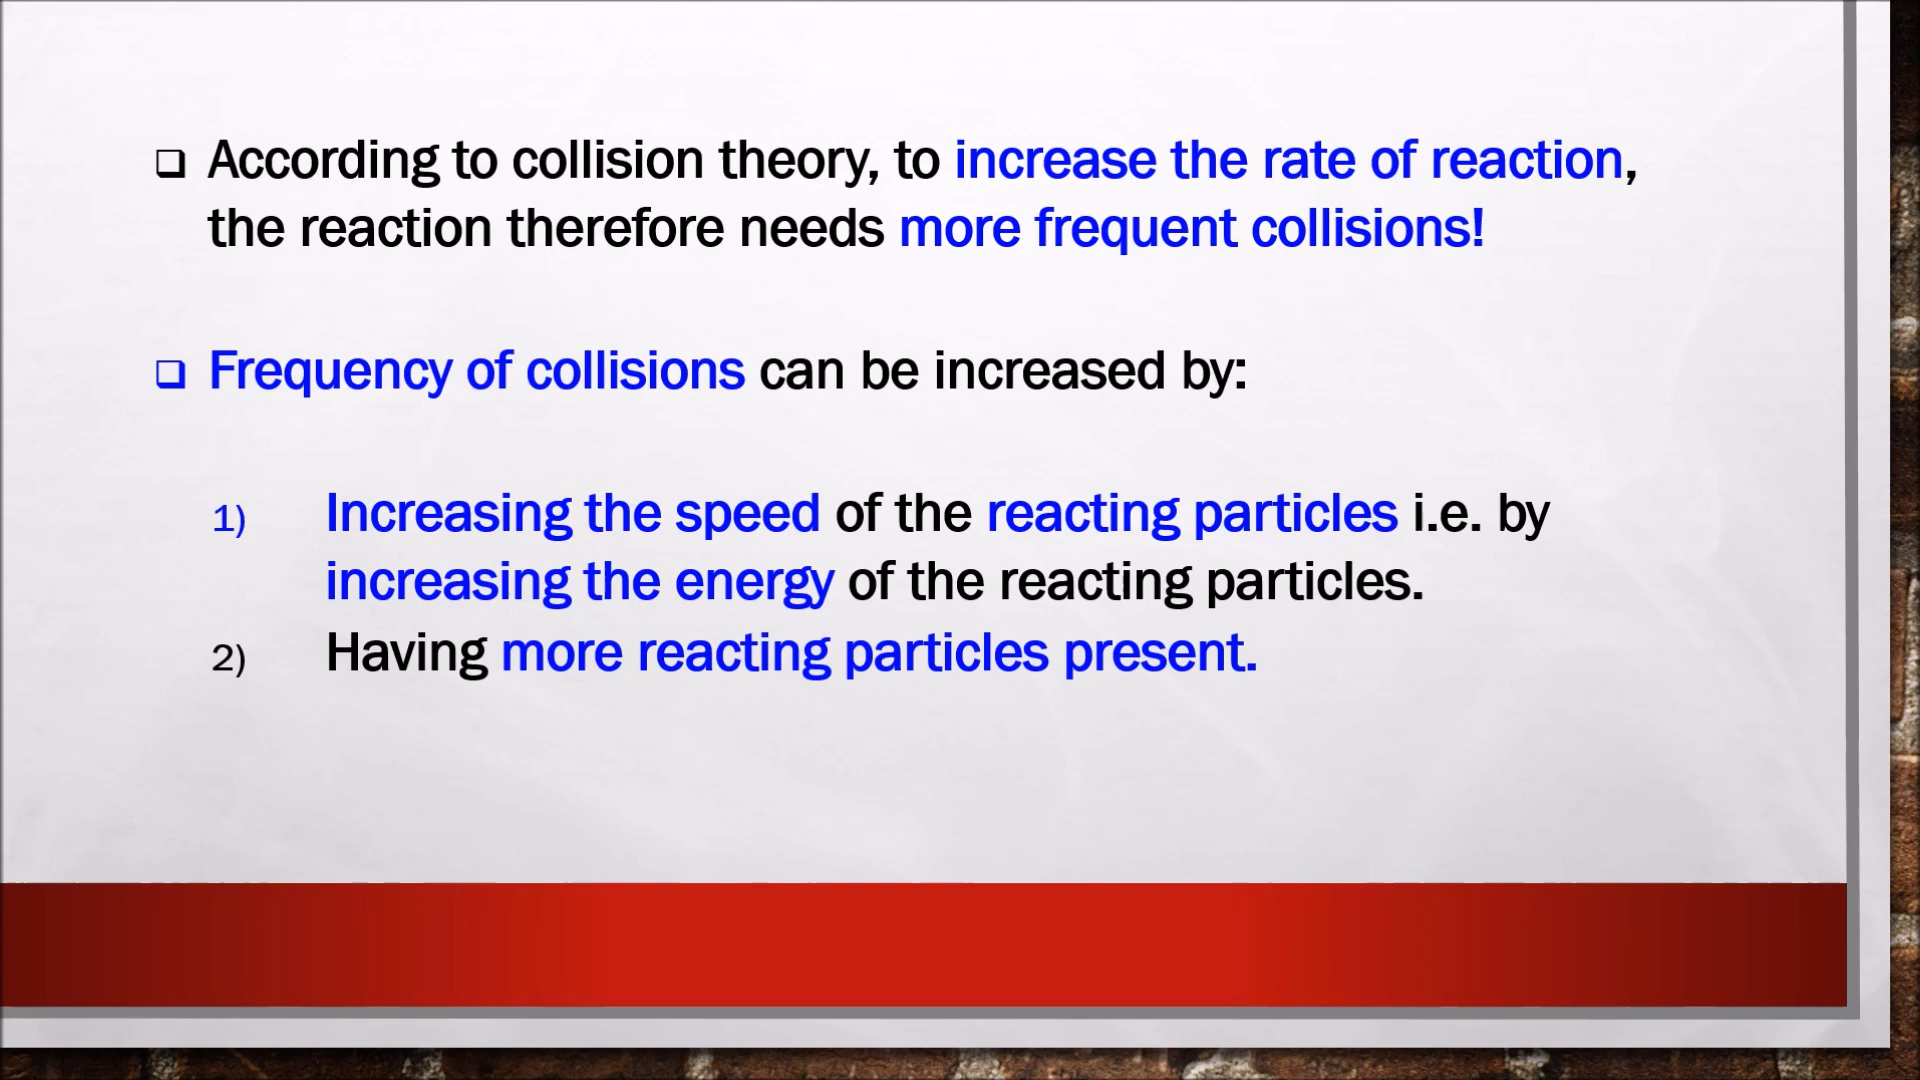 ❑ According to collision theory, to increase the rate of reaction,
the reaction therefore needs more frequent collisions!
❑ Frequency of collisions can be increased by:
1) Increasing the speed of the reacting particles i.e. by
increasing the energy of the reacting particles.
2) Having more reacting particles present.